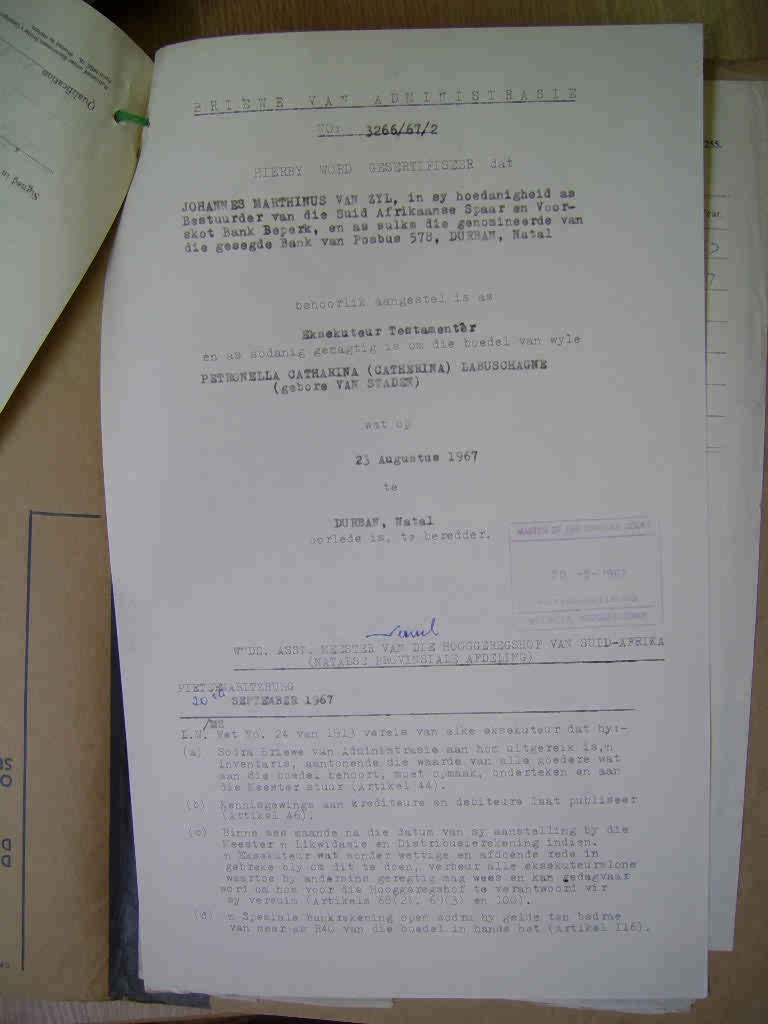 BRIEWE VAN ADMINISTRASIE
NO: 3266/67/2
HIERBY WORD GESERTIFISEER dat
JOHANNES MARTHINUS VAN ZYL, in sy hoedanigheid as
Bestuurder van die Suid Afrikaanse Spaar en Voor-
skot Bank Beperk, en as sulks die genomineerde van
die gesegde Bank van Posbus 578, DURBAN, Natal
behoorlik aangestel is as
Eksekuteur Testamentêr
en as sodanig gemagtig is om die boedel van wyle
PETRONELLA CATHARINA (CATHERINA) LABUSCHAGNE
(gebore VAN STADEN)
wat op
23 Augustus 1967
te
DURBAN, Natal
oorlede is, te beredder.
MASTER OF THE SUPREME COURT
WND. ASST. MEESTER VAN DIE HOOGGEREGSHOF VAN SUID-AFRIKA
(NATALSE PROVINSIALE AFDELING)
PIETERMARITZBURG
20 SEPTEMBER 1967
/MS
L.W. Wet No. 24 van 1913 vereis van elke eksekuteur dat hy:-
(a) Sodra Briewe van Administrasie aan hom uitgereik is,'n
inventaris, aantonende die waarde van alle goedere wat
aan die boedel behoort, moet opmaak, onderteken en aan
die Meester stuur (Artikel 44).
(b) Kennisgewings aan krediteure en debiteure laat publiseer
(Artikel 46).
(c) Binne ses maande na die datum van sy aanstelling by die
Meester 'n Likwidasie en Distribusierekening indien.
'n Eksekuteur wat sonder wettige en afdoende rede in
gebreke bly om dit te doen, verbeur alle eksekuteurslone
waartoe hy andersins geregtig mag wees en kan gedagvaar
word om hom voor die Hooggeregshof te verantwoord vir
sy versuim (Artikels 68(2), 69(3) en 100).
(d) 'n Spesiale bankrekening open sodra hy gelde ten bedrae
van meer as R40 van die boedel in hande het (Artikel 116).
Qualification
Signed in
255.